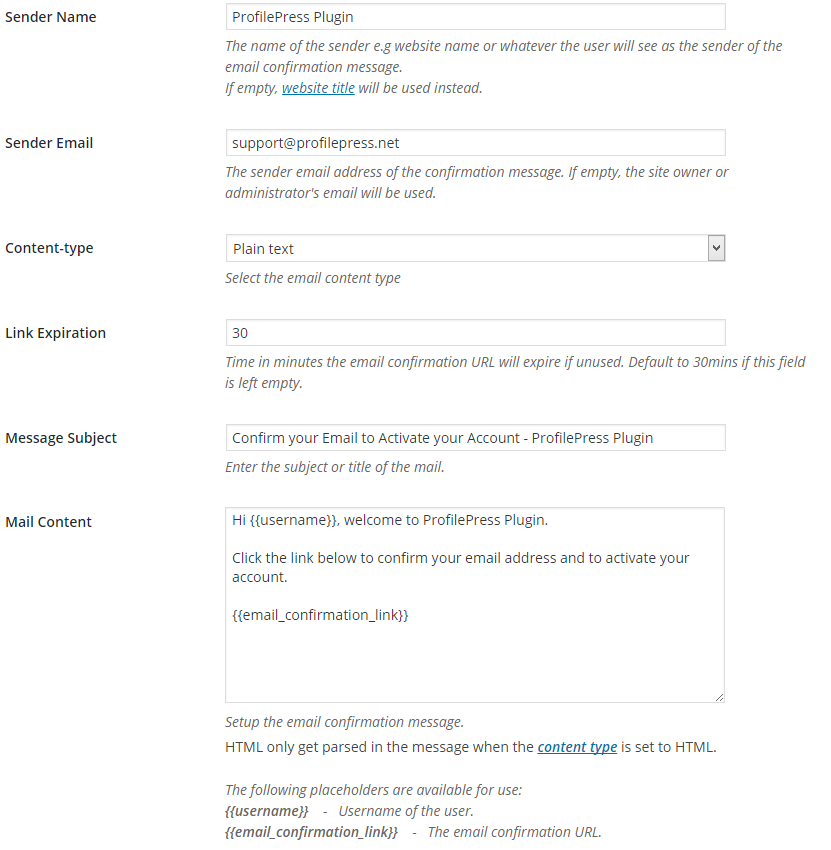 Sender Name
ProfilePress Plugin
The name of the sender e.g website name or whatever the user will see as the sender of the
email confirmation message.
If empty, website title will be used instead.
Sender Email
support@profilepress.net
The sender email address of the confirmation message. If empty, the site owner or
administrator's email will be used.
Content-type
Plain text
Select the email content type
Link Expiration
30
Time in minutes the email confirmation URL will expire if unused. Default to 30mins if this field
is left empty.
Message Subject
Confirm your Email to Activate your Account - ProfilePress Plugin
Enter the subject or title of the mail.
Mail Content
Hi {{username}}, welcome to ProfilePress Plugin.
Click the link below to confirm your email address and to activate your
account.
{{email_confirmation_link}}
Setup the email confirmation message.
HTML only get parsed in the message when the content type is set to HTML.
The following placeholders are available for use:
{{username}} - Username of the user.
{{email_confirmation_link}} - The email confirmation URL.